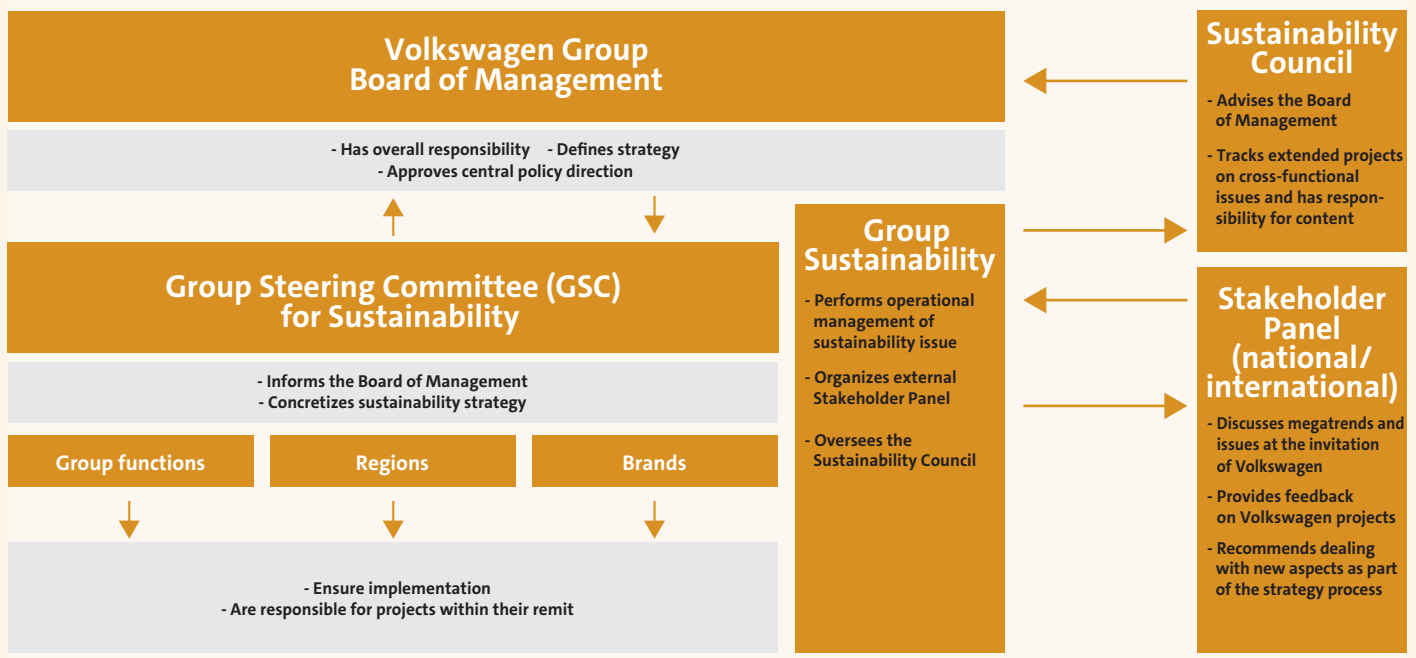 Volkswagen Group
Board of Management
- Has overall responsibility - Defines strategy
- Approves central policy direction
Group Steering Committee (GSC)
for Sustainability
- Informs the Board of Management
- Concretizes sustainability strategy
Group functions
Regions
Brands
- Ensure implementation
- Are responsible for projects within their remit
Group
Sustainability
- Performs operational
management of
sustainability issue
- Organizes external
Stakeholder Panel
- Oversees the
Sustainability Council
Sustainability
Council
- Advises the Board
of Management
- Tracks extended projects
on cross-functional
issues and has respon-
sibility for content
Stakeholder
Panel
(national/
international)
- Discusses megatrends and
issues at the invitation
of Volkswagen
- Provides feedback
on Volkswagen projects
- Recommends dealing
with new aspects as part
of the strategy process